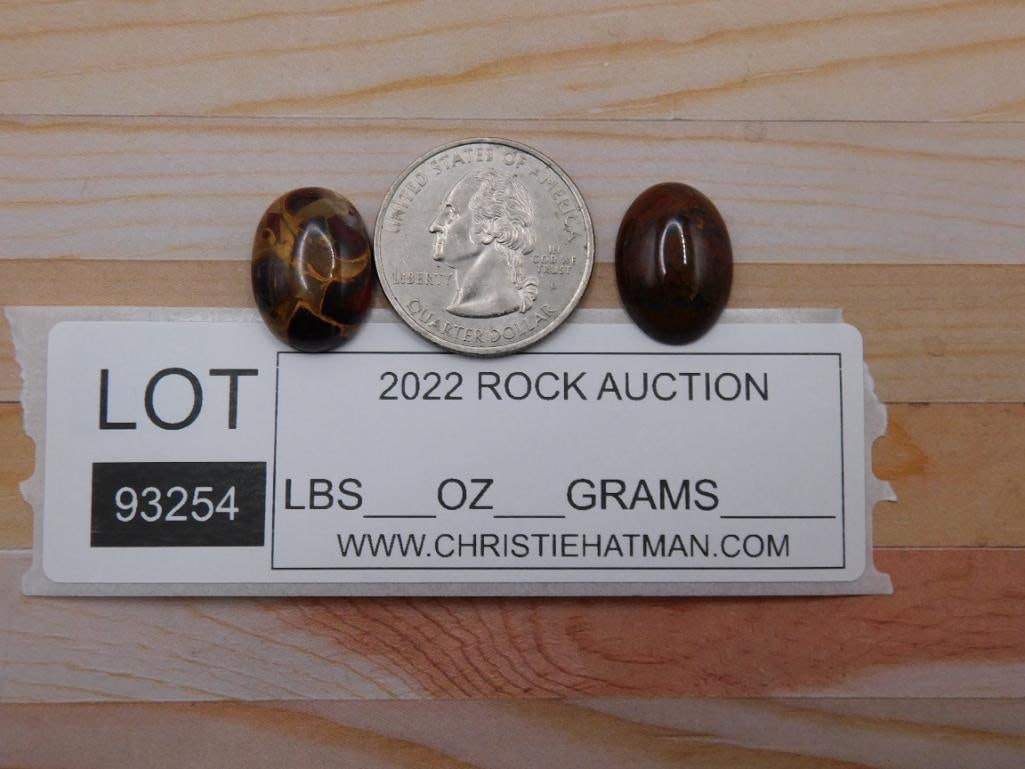 UNITED STATES OF AMERICA
LIBERTY
IN
GOD WE
TRUST
QUARTER DOLLAR
LOT
93254
2022 ROCK AUCTION
LBS___OZ___GRAMS_____
WWW.CHRISTIEHATMAN.COM